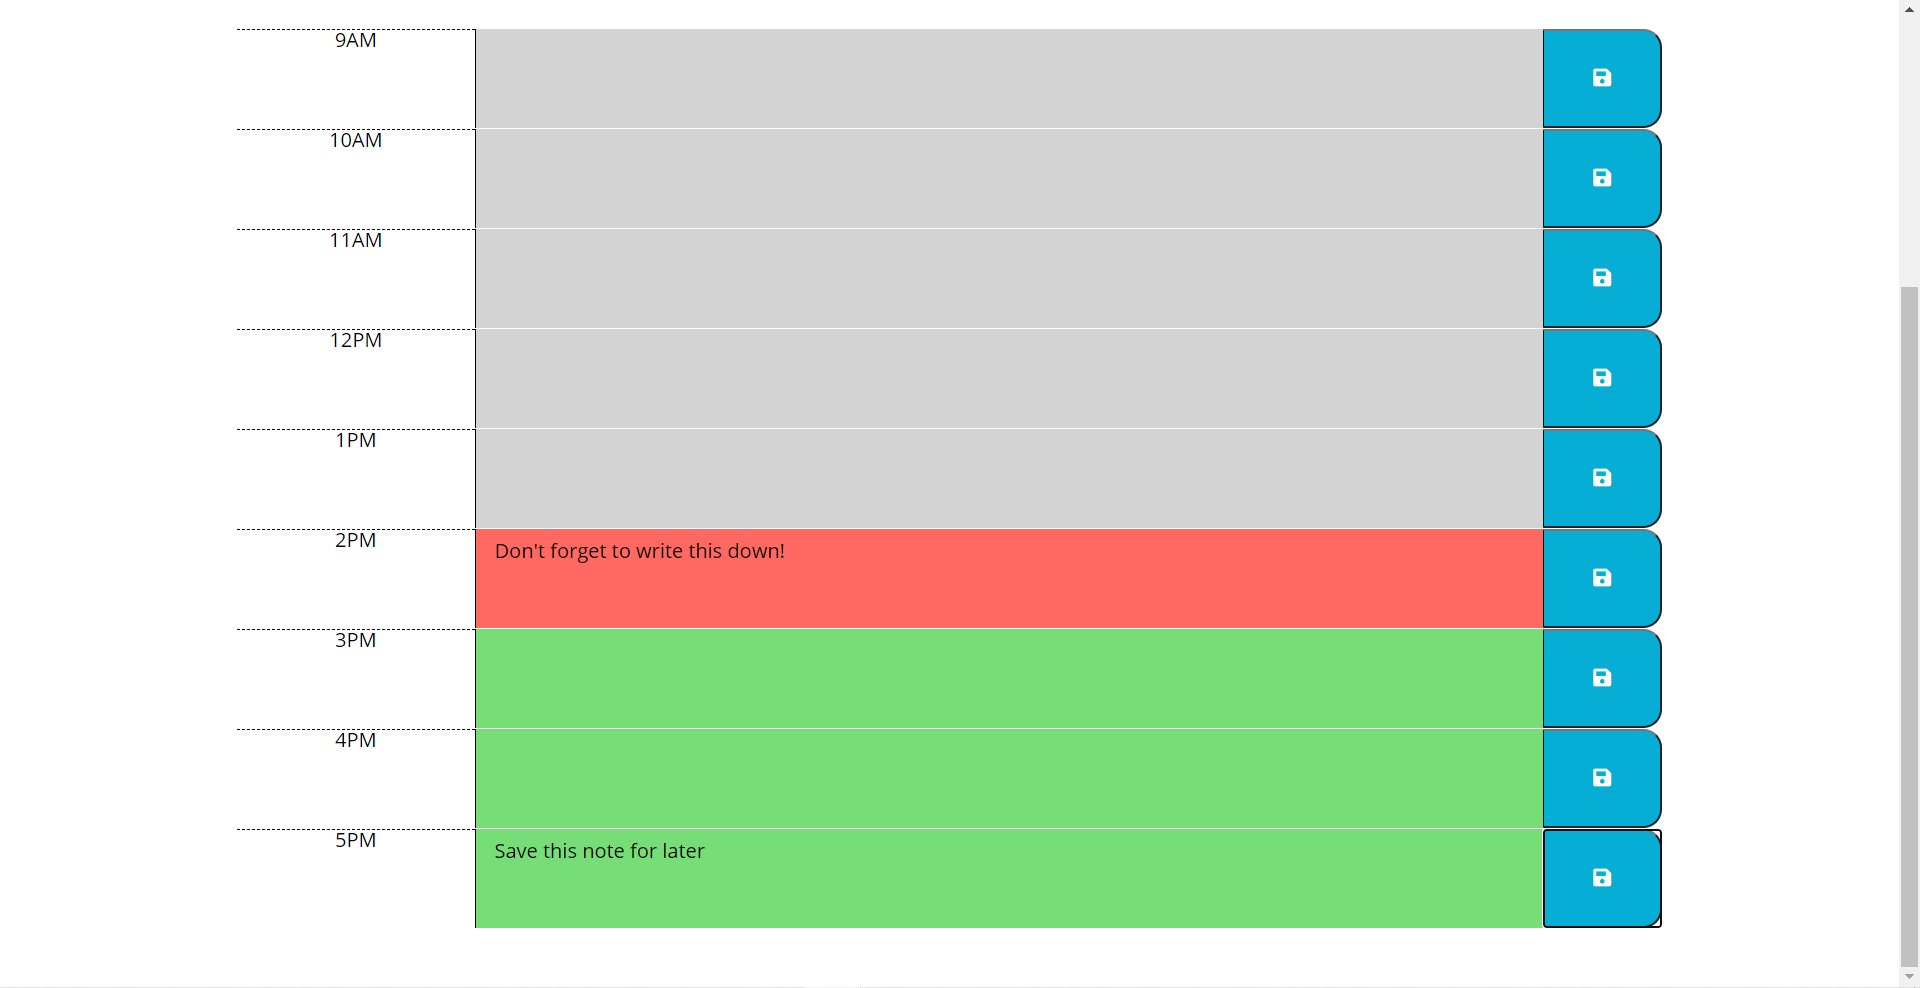 9AM
10AM
11AM
12PM
1PM
2PM
Don't forget to write this down!
3PM
4PM
5PM
Save this note for later